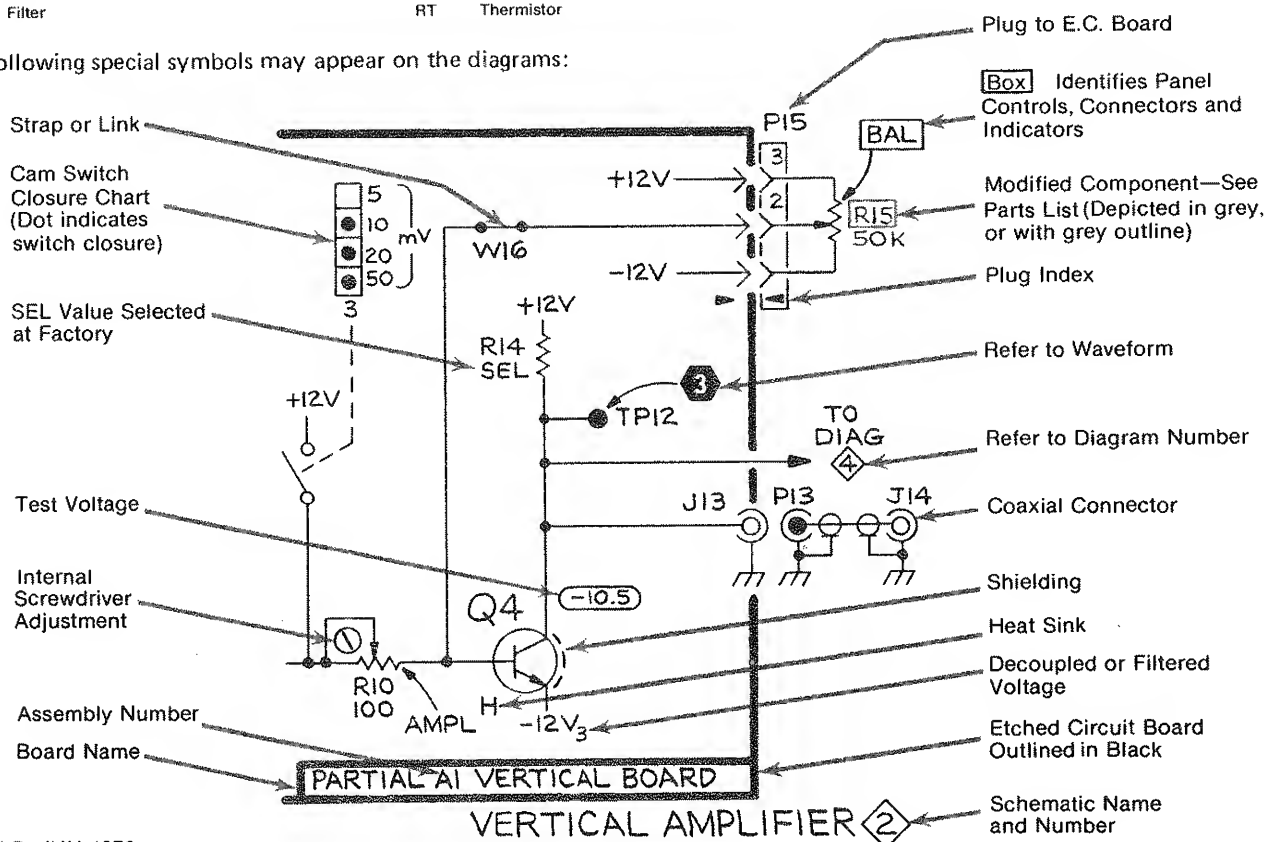 Filter RT Thermistor
ollowing special symbols may appear on the diagrams:
Plug to E.C. Board
Box Identifies Panel
Controls, Connectors and
Indicators
Strap or Link
Cam Switch
Closure Chart
(Dot indicates
switch closure)
5
10
20
50
mV
3
P15
BAL
3
+12V
2
W16
R15
50K
-12V
Modified Component—See
Parts List (Depicted in grey,
or with grey outline)
Plug Index
SEL Value Selected
at Factory
+12V
R14
SEL
3
TP12
Refer to Waveform
+12V
TO
DIAG
4
Refer to Diagram Number
Test Voltage
J13
P13
J14
Coaxial Connector
-10.5
Shielding
Internal
Screwdriver
Adjustment
Q4
Heat Sink
R10
100
AMPL
H
-12V3
Decoupled or Filtered
Voltage
Assembly Number
Board Name
PARTIAL A1 VERTICAL BOARD
Etched Circuit Board
Outlined in Black
VERTICAL AMPLIFIER 2
Schematic Name
and Number